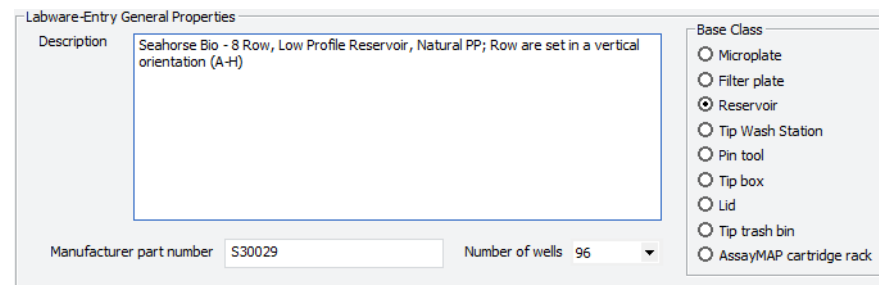 Labware-Entry General Properties
Description
Seahorse Bio - 8 Row, Low Profile Reservoir, Natural PP; Row are set in a vertical
orientation (A-H)
Manufacturer part number S30029 Number of wells 96
Base Class
Microplate
Filter plate
Reservoir
Tip Wash Station
Pin tool
Tip box
Lid
Tip trash bin
AssayMAP cartridge rack